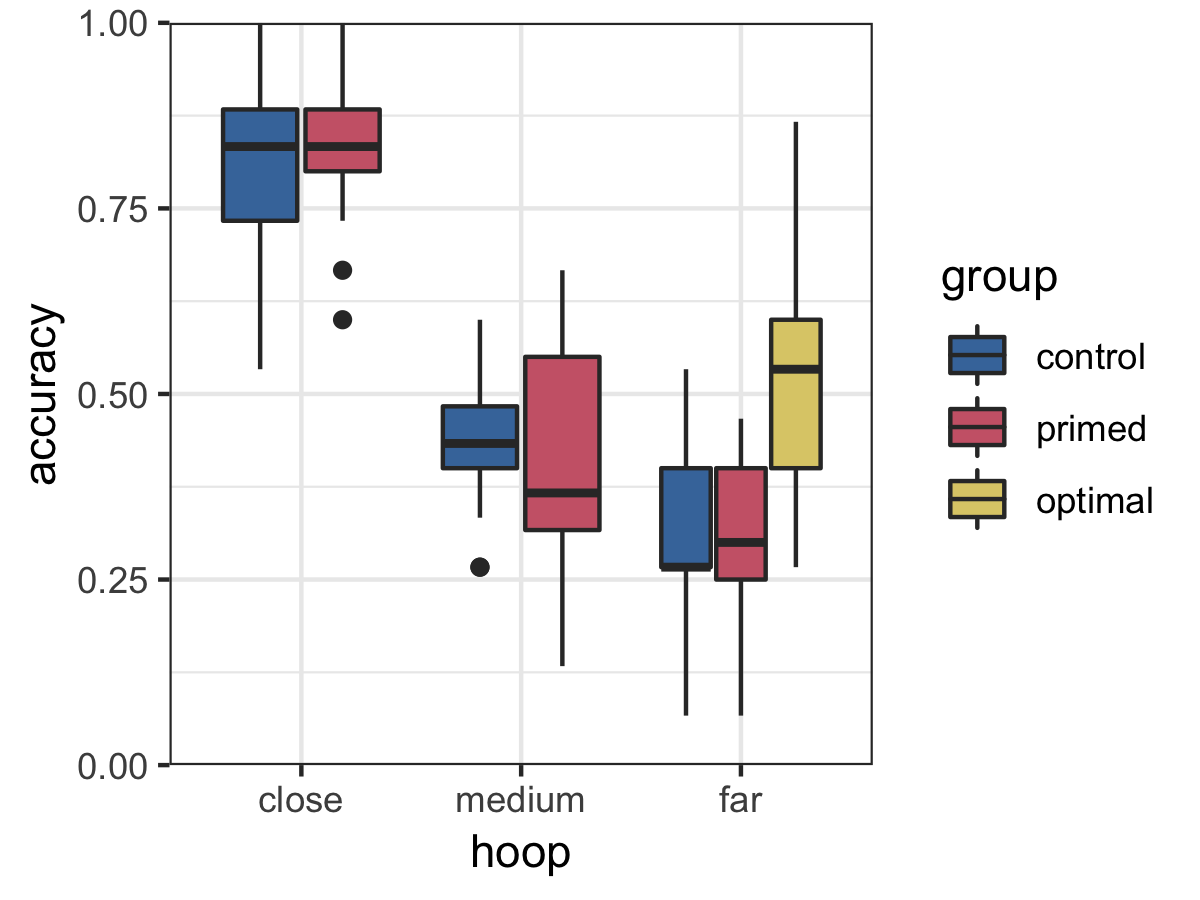 1.00
0.75
0.50
0.25
0.00
accuracy
close medium far
hoop
group
control
primed
optimal